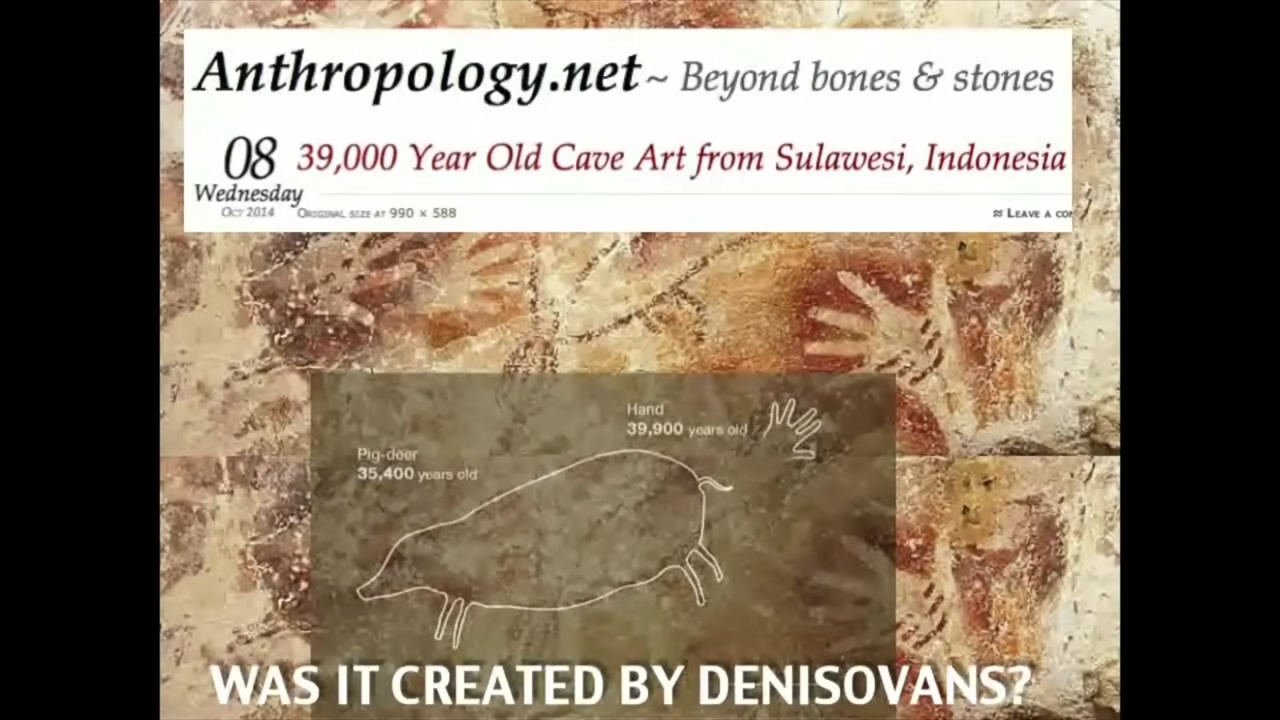 Anthropology.net ~ Beyond bones & stones
08 39,000 Year Old Cave Art from Sulawesi, Indonesia
Wednesday
Oct 2014 Original size at 990 × 588 ≈ Leave a
Hand
39,900 years old
Pig-deer
35,400 years old
WAS IT CREATED BY DENISOVANS?